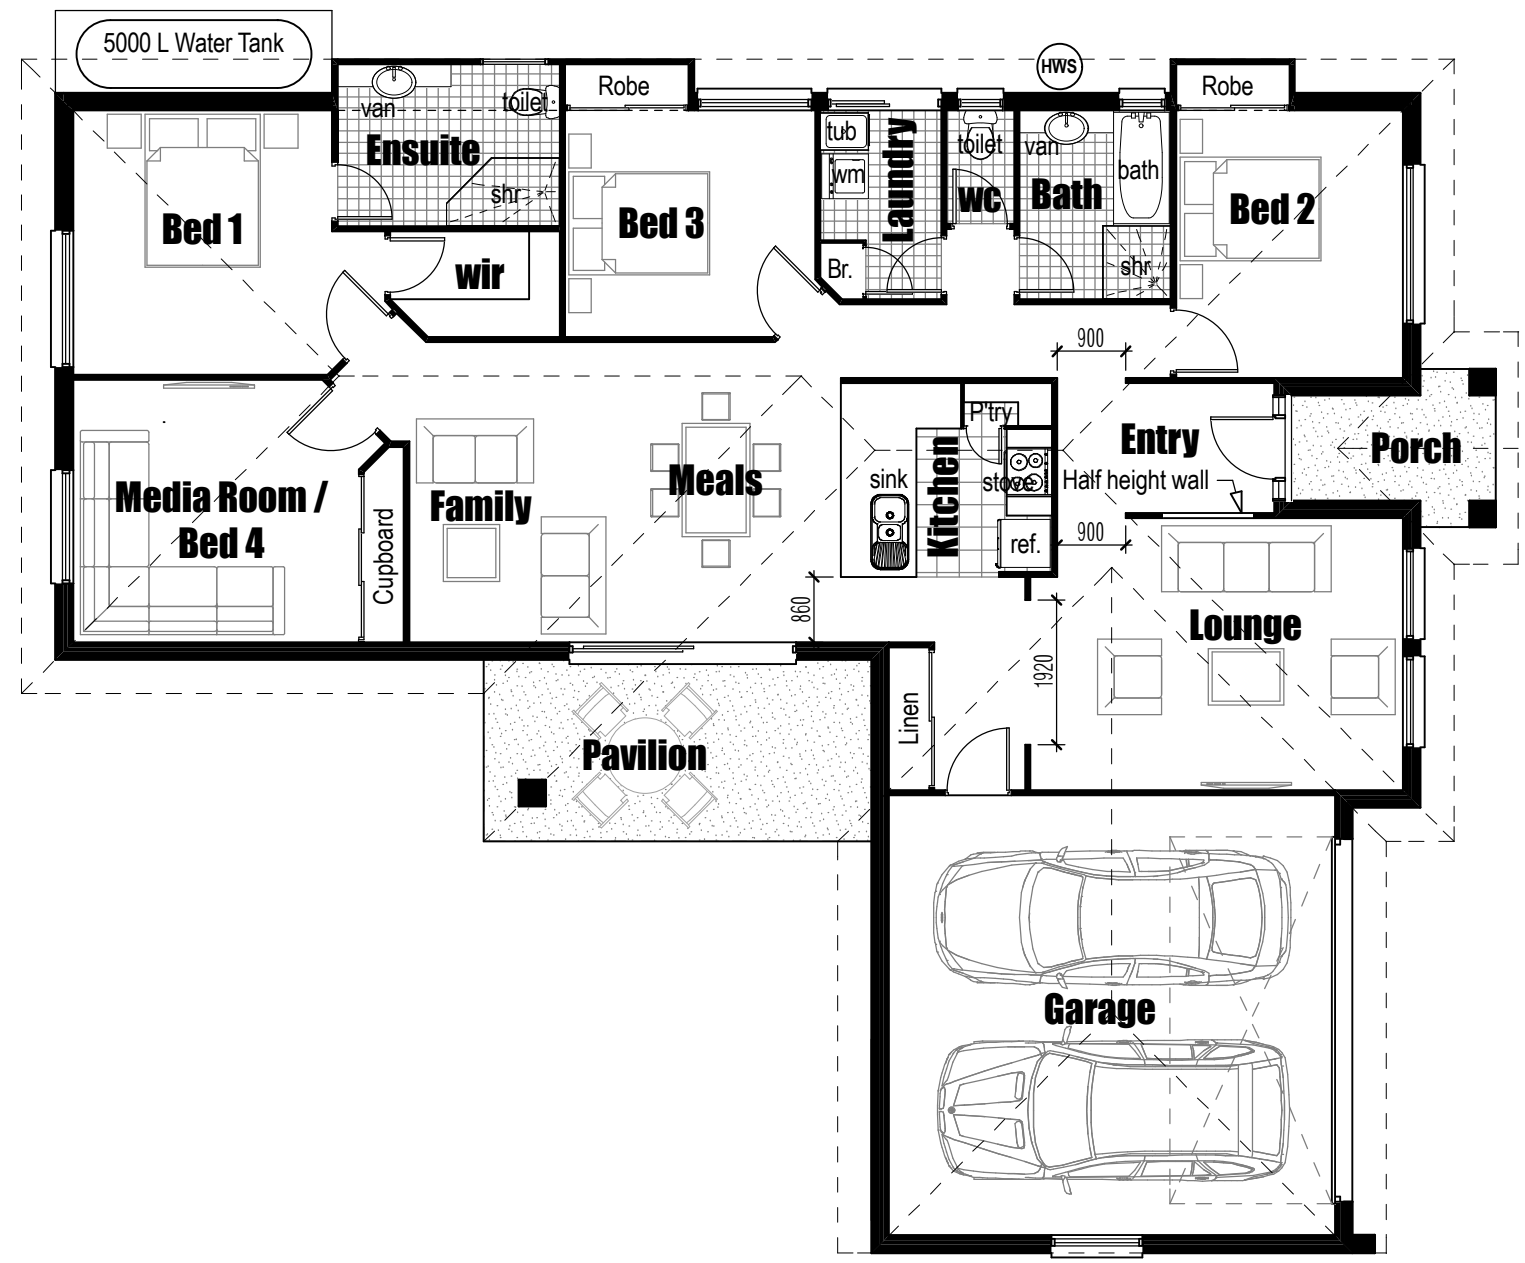 5000 L Water Tank
HWS
Robe
Robe
van
toilet
Ensuite
shr
tub
wm
Laundry
toilet
wc
van
Bath
bath
shr
Bed 1
Bed 3
Bed 2
wir
Br.
900
P'try
Entry
Porch
Half height wall
Media Room /
Bed 4
Cupboard
Family
Meals
sink
Kitchen
stove
ref.
900
860
1920
Lounge
Linen
Pavilion
Garage